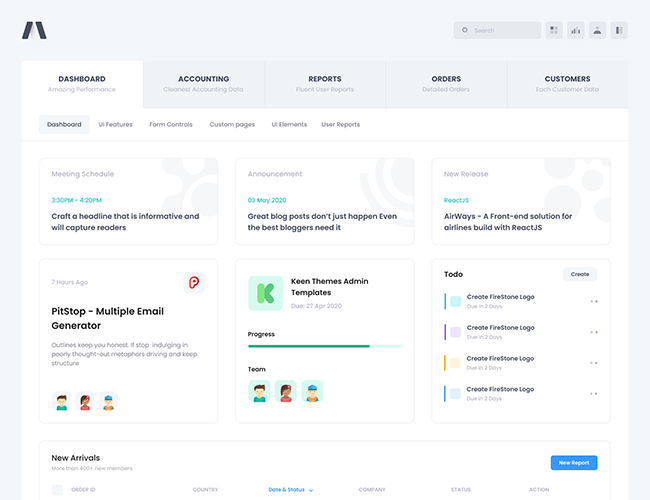 Search
DASHBOARD
Amazing Performance
ACCOUNTING
Cleanest Accounting Data
REPORTS
Fluent User Reports
ORDERS
Detailed Orders
CUSTOMERS
Each Customer Data
Dashboard
UI Features
Form Controls
Custom pages
UI Elements
User Reports
Meeting Schedule
3:30PM - 4:20PM
Craft a headline that is informative and
will capture readers
Announcement
03 May 2020
Great blog posts don't just happen Even
the best bloggers need it
New Release
ReactJS
AirWays - A Front-end solution for
airlines build with ReactJS
7 Hours Ago
PitStop - Multiple Email
Generator
Outlines keep you honest. If stop indulging in
poorly thought-out metaphors driving and keep
structure
Keen Themes Admin
Templates
Due: 27 Apr 2020
Progress
Team
Todo
Create
Create FireStone Logo
Due in 2 Days
Create FireStone Logo
Due in 3 Days
Create FireStone Logo
Due in 2 Days
Create FireStone Logo
Due in 2 Days
New Arrivals
More than 400+ new members
New Report
ORDER ID
COUNTRY
Date & Status
COMPANY
STATUS
ACTION